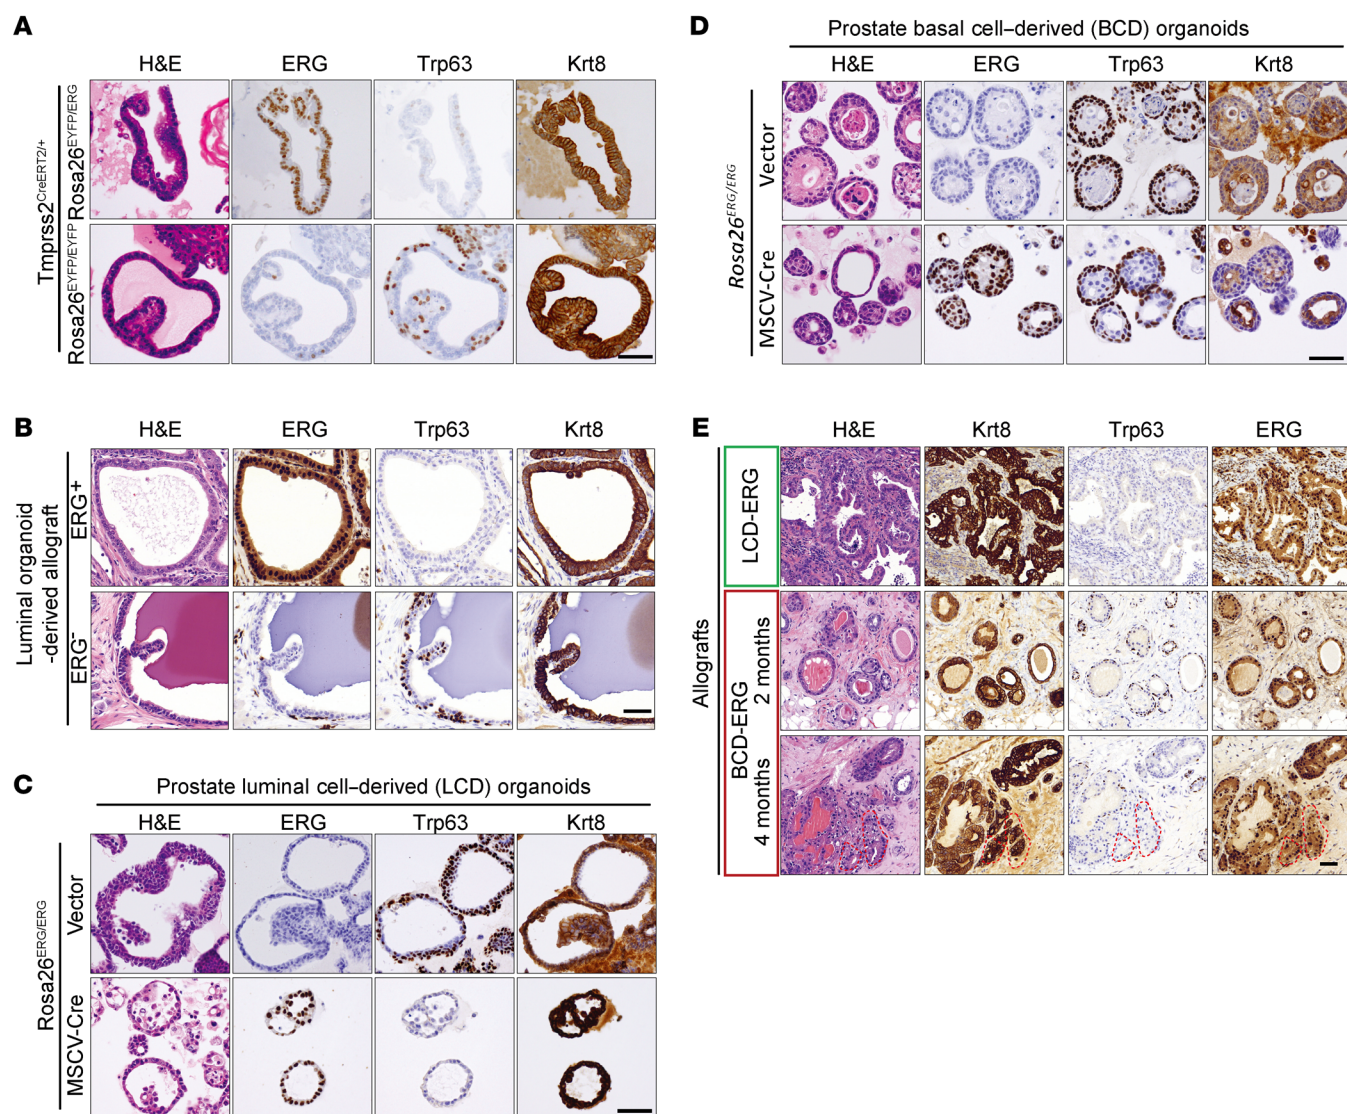 A
H&E
ERG
Trp63
Krt8
Tmprss2CreERT2/+
Rosa26EYFP/ERG
Rosa26EYFP/EYFP
B
H&E
ERG
Trp63
Krt8
Luminal organoid
-derived allograft
ERG+
ERG-
C
Prostate luminal cell–derived (LCD) organoids
H&E
ERG
Trp63
Krt8
Rosa26ERG/ERG
Vector
MSCV-Cre
D
Prostate basal cell–derived (BCD) organoids
H&E
ERG
Trp63
Krt8
Rosa26ERG/ERG
Vector
MSCV-Cre
E
H&E
Krt8
Trp63
ERG
Allografts
LCD-ERG
BCD-ERG
2 months
4 months